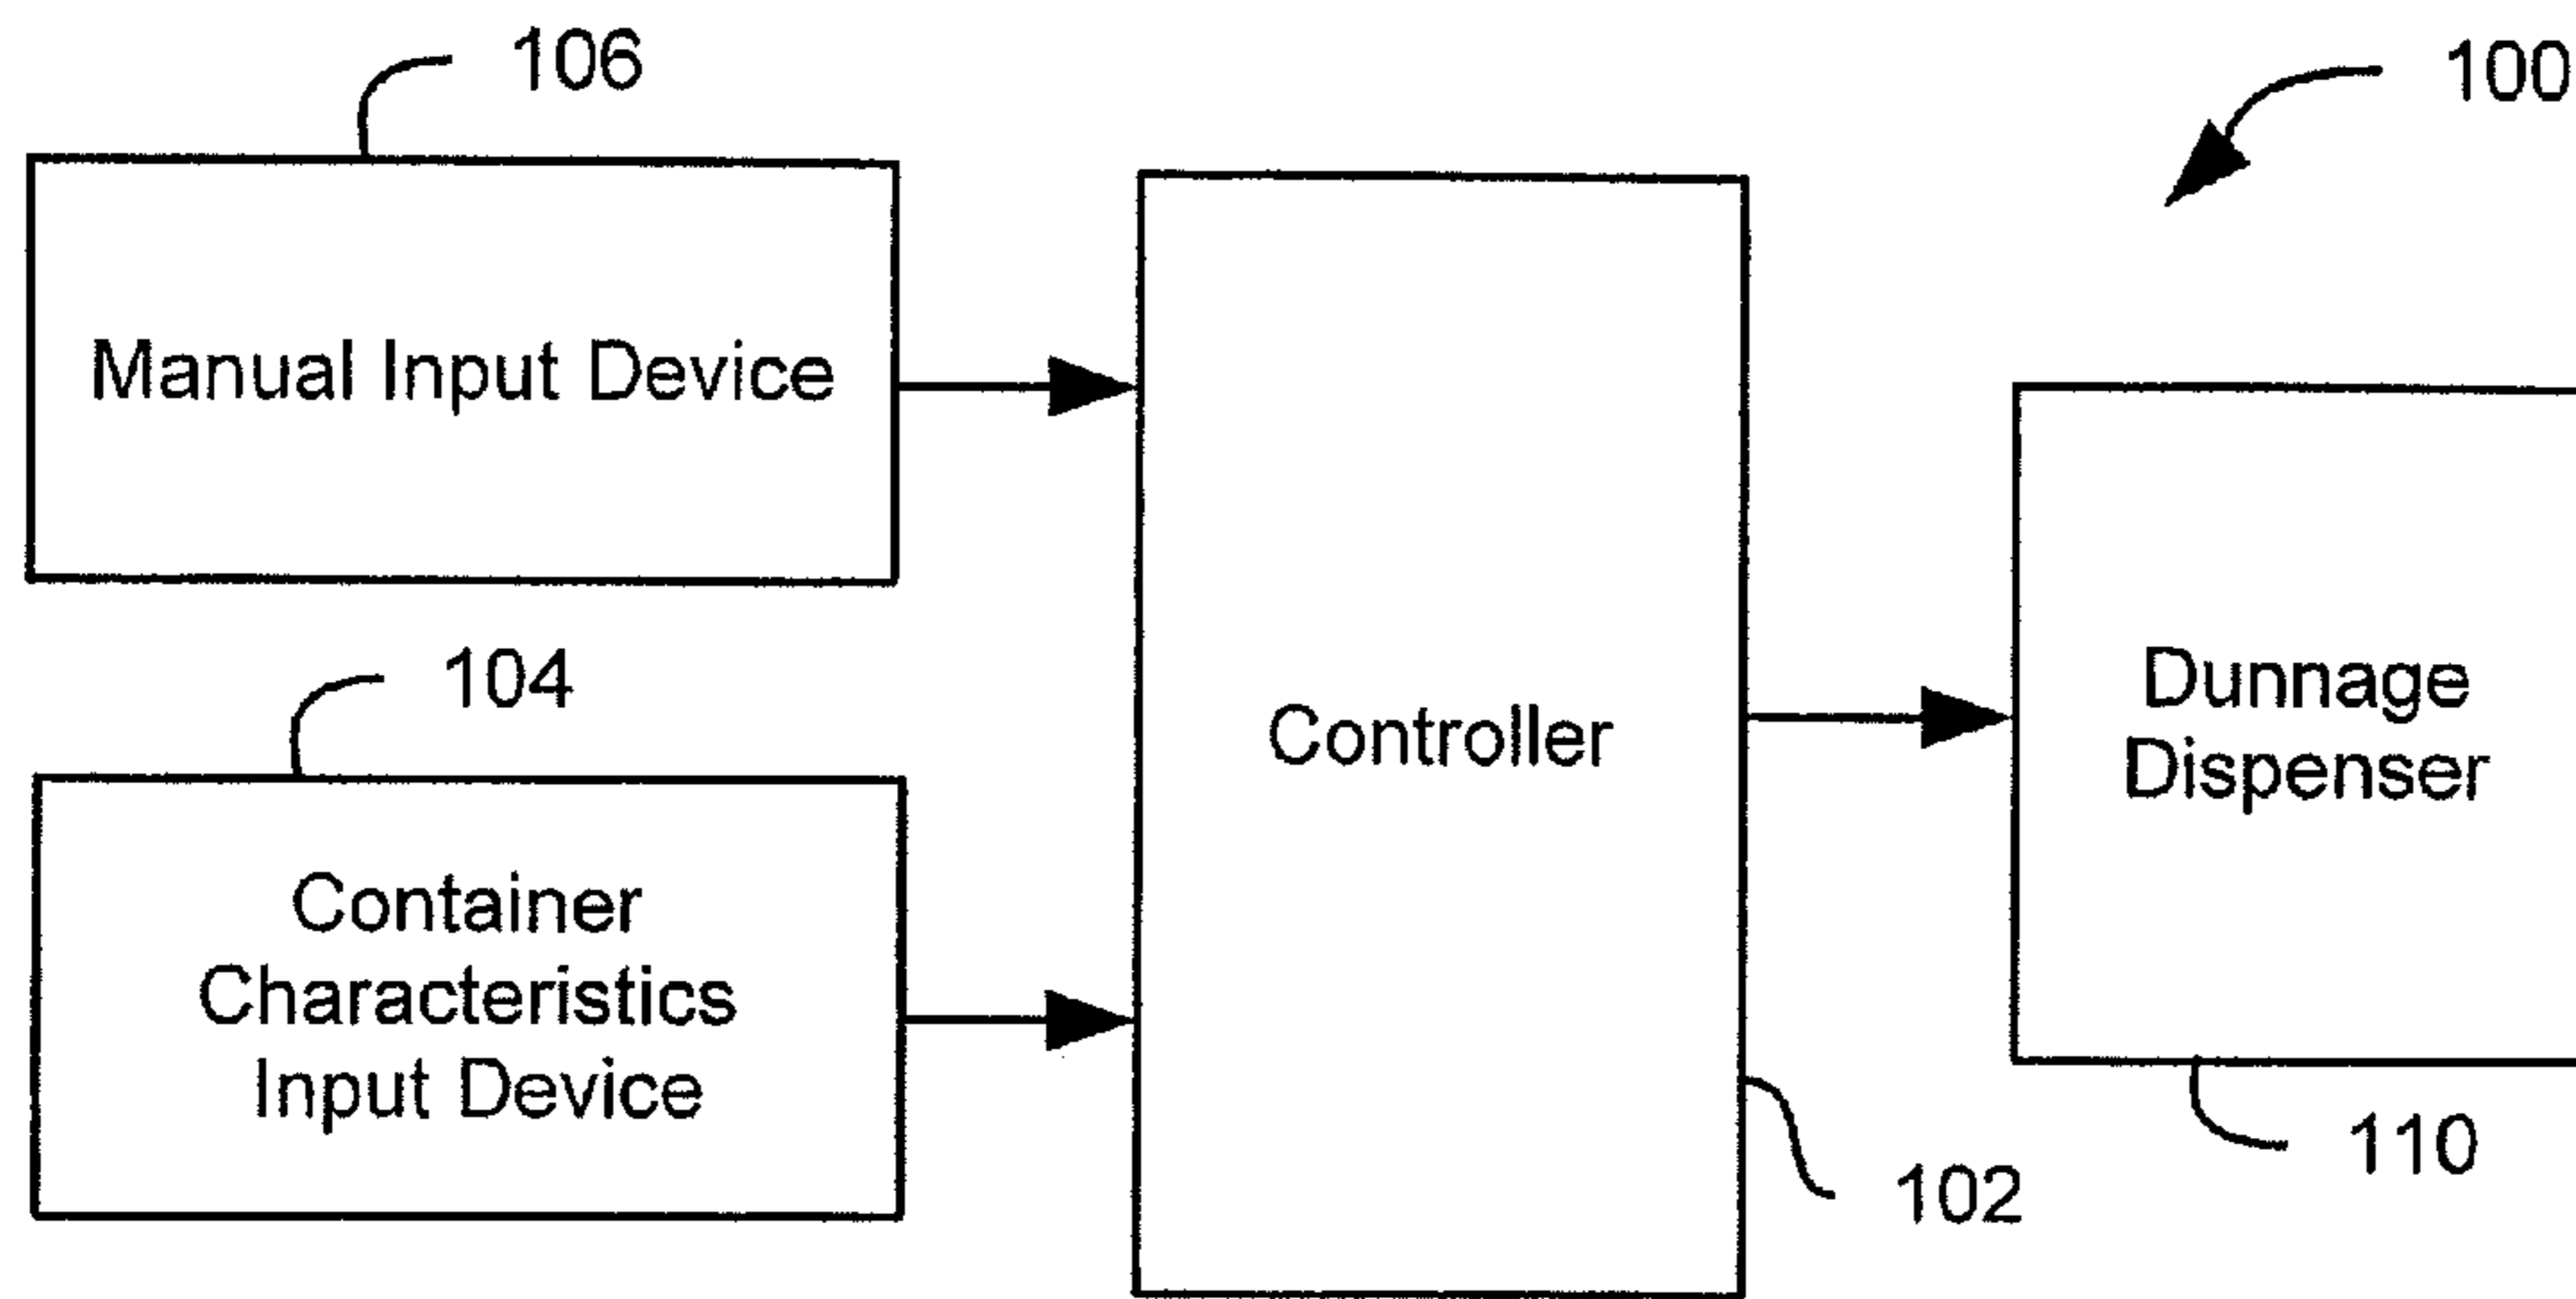 106
100
Manual Input Device
104
Controller
Dunnage
Dispenser
Container
Characteristics
Input Device
110
102